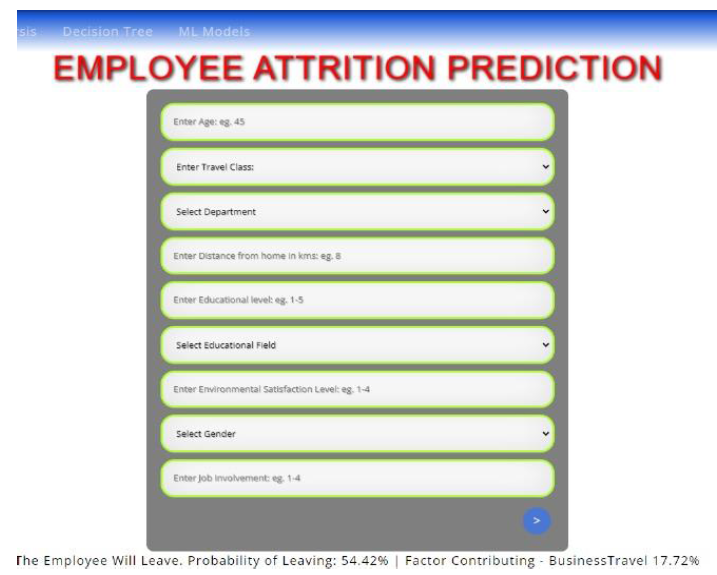 sis Decision Tree ML Models
EMPLOYEE ATTRITION PREDICTION
Enter Age: eg. 45
Enter Travel Class:
Select Department
Enter Distance from home in kms: eg. 8
Enter Educational level: eg. 1-5
Select Educational Field
Enter Environmental Satisfaction Level: eg. 1-4
Select Gender
Enter Job Involvement: eg. 1-4
>
The Employee Will Leave. Probability of Leaving: 54.42% | Factor Contributing - BusinessTravel 17.72%